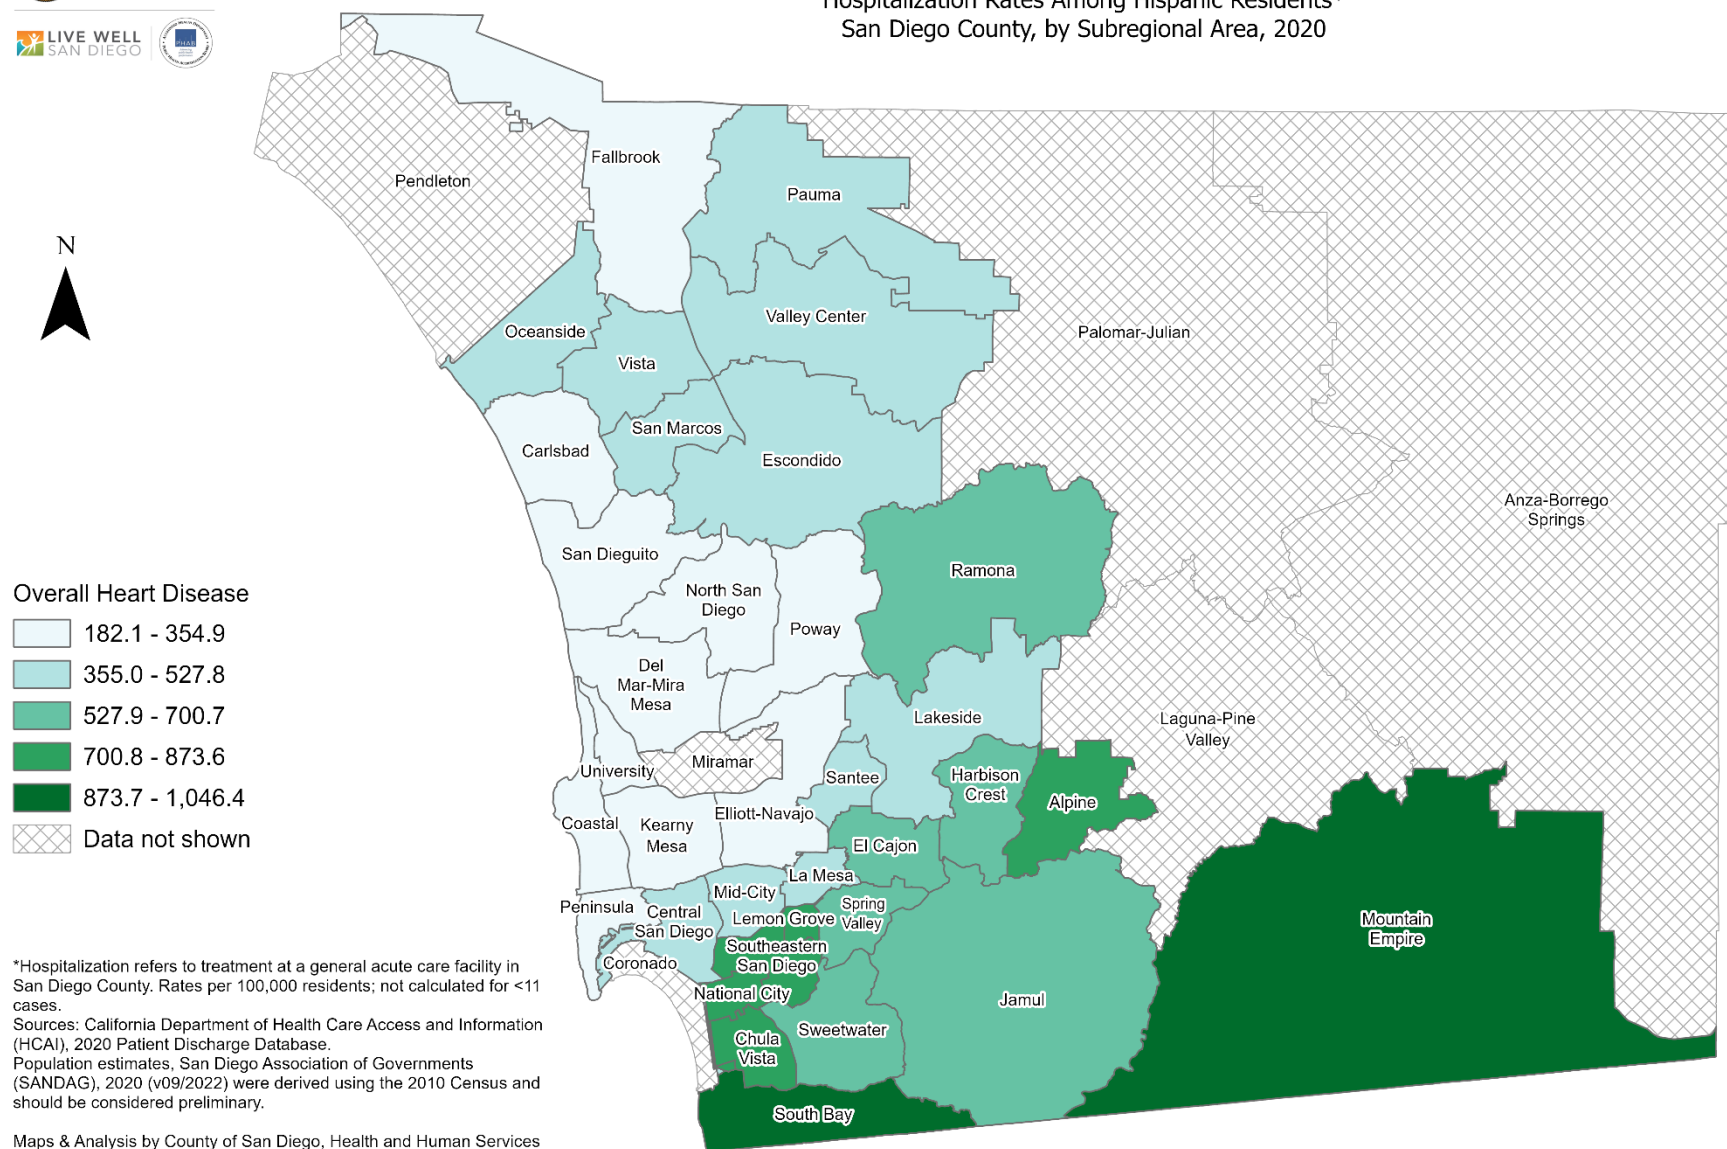 Hospitalization Rates Among Hispanic Residents*
San Diego County, by Subregional Area, 2020
LIVE WELL
SAN DIEGO
PHAB
N
Fallbrook
Pendleton
Pauma
Oceanside
Valley Center
Palomar-Julian
Vista
San Marcos
Carlsbad
Escondido
Anza-Borrego
Springs
San Dieguito
Ramona
North San
Diego
Poway
Del
Mar-Mira
Mesa
Lakeside
Laguna-Pine
Valley
University
Miramar
Santee
Harbison
Crest
Alpine
Coastal
Kearny
Mesa
Elliott-Navajo
El Cajon
La Mesa
Mid-City
Peninsula
Central
San Diego
Lemon Grove
Spring
Valley
Mountain
Empire
Southeastern
San Diego
Coronado
National City
Jamul
Sweetwater
Chula
Vista
South Bay
Overall Heart Disease
182.1 - 354.9
355.0 - 527.8
527.9 - 700.7
700.8 - 873.6
873.7 - 1,046.4
Data not shown
*Hospitalization refers to treatment at a general acute care facility in
San Diego County. Rates per 100,000 residents; not calculated for <11
cases.
Sources: California Department of Health Care Access and Information
(HCAI), 2020 Patient Discharge Database.
Population estimates, San Diego Association of Governments
(SANDAG), 2020 (v09/2022) were derived using the 2010 Census and
should be considered preliminary.
Maps & Analysis by County of San Diego, Health and Human Services